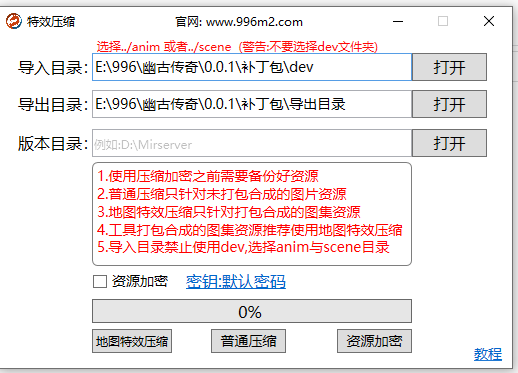 特效压缩 官网: www.996m2.com
选择../anim 或者../scene (警告:不要选择dev文件夹)
导入目录: E:\996\幽古传奇\0.0.1\补丁包\dev 打开
导出目录: E:\996\幽古传奇\0.0.1\补丁包\导出目录 打开
版本目录: 例如:D:\Mirserver 打开
1.使用压缩加密之前需要备份好资源
2.普通压缩只针对未打包合成的图片资源
3.地图特效压缩只针对打包合成的图集资源
4.工具打包合成的图集资源推荐使用地图特效压缩
5.导入目录禁止使用dev,选择anim与scene目录
资源加密 密钥:默认密码
0%
地图特效压缩 普通压缩 资源加密
教程